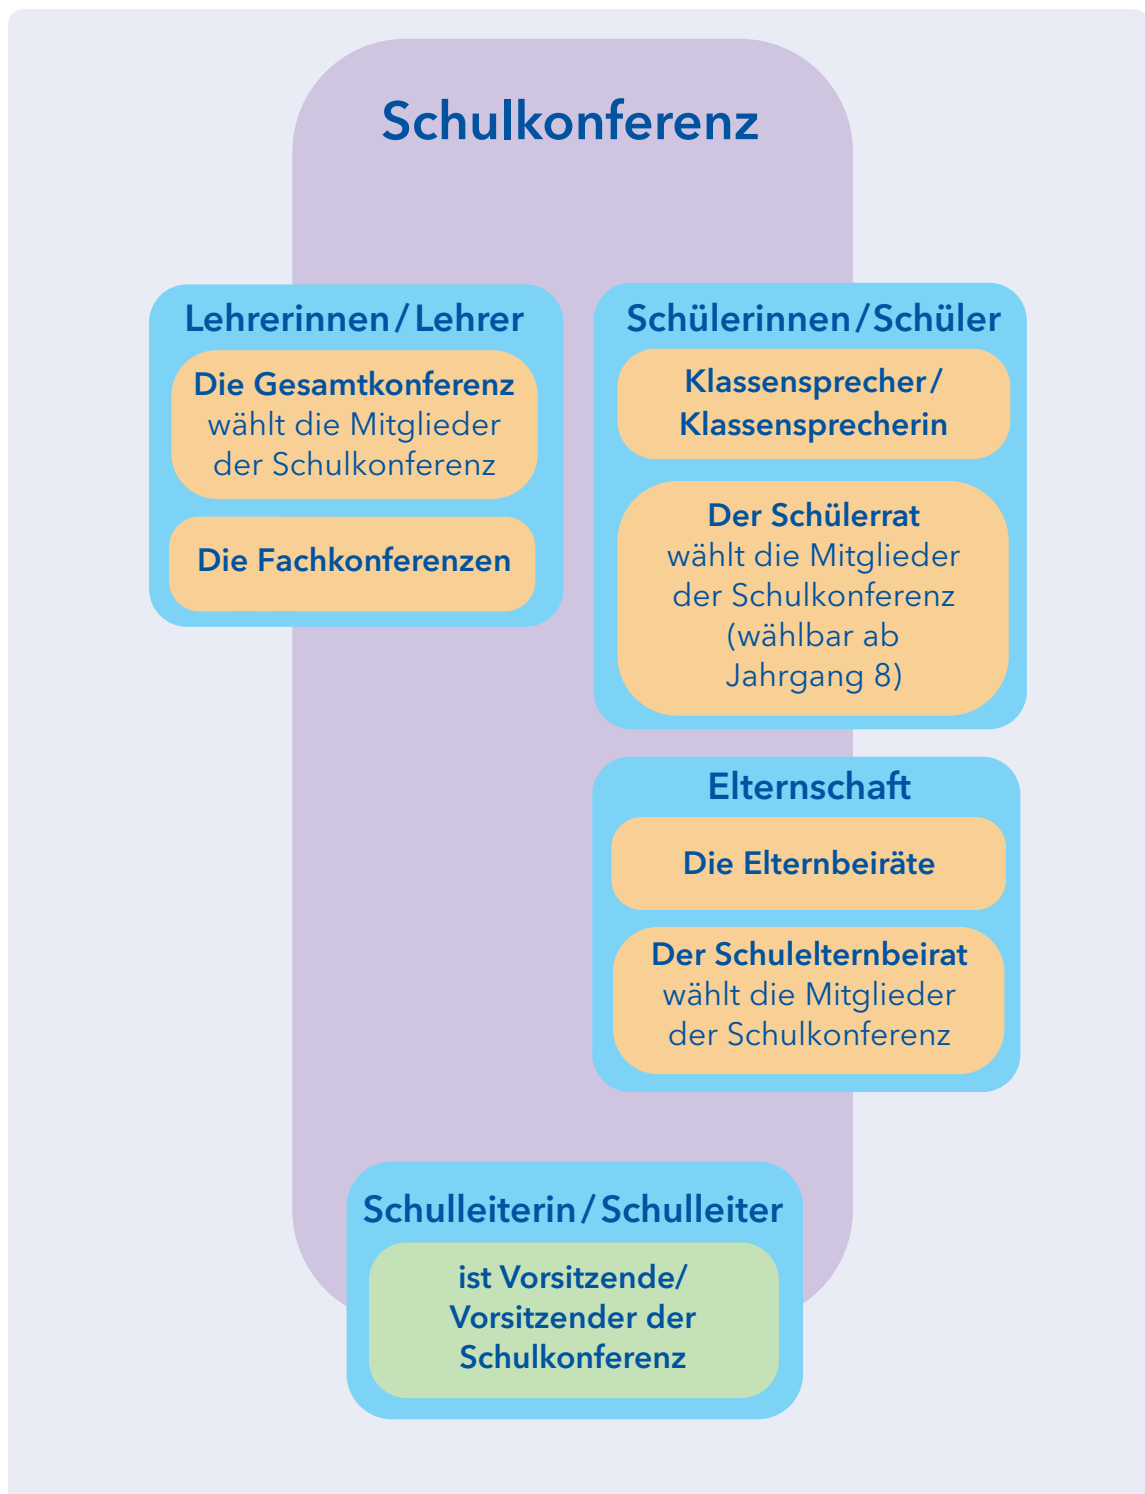 Schulkonferenz
Lehrerinnen/Lehrer
Die Gesamtkonferenz
wählt die Mitglieder
der Schulkonferenz
Die Fachkonferenzen
Schülerinnen/Schüler
Klassensprecher/
Klassensprecherin
Der Schülerrat
wählt die Mitglieder
der Schulkonferenz
(wählbar ab
Jahrgang 8)
Elternschaft
Die Elternbeiräte
Der Schulelternbeirat
wählt die Mitglieder
der Schulkonferenz
Schulleiterin/Schulleiter
ist Vorsitzende/
Vorsitzender der
Schulkonferenz